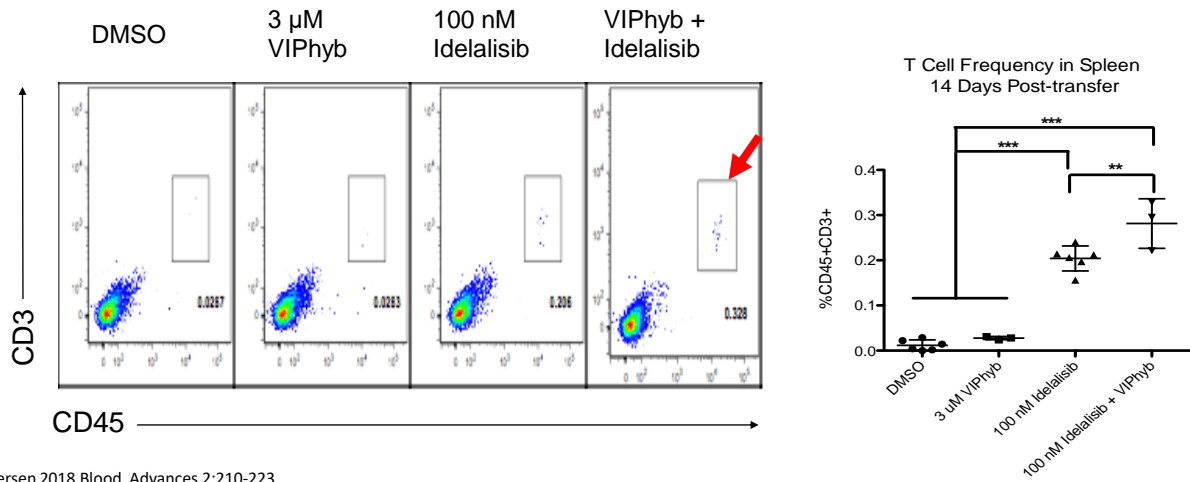 DMSO
3 µM
VIPhyb
100 nM
Idelalisib
VIPhyb +
Idelalisib
CD3
0.0267
0.0283
0.206
0.328
CD45
T Cell Frequency in Spleen
14 Days Post-transfer
***
***
**
%CD45+CD3+
0.4
0.3
0.2
0.1
0.0
DMSO
3 uM VIPhyb
100 nM Idelalisib
100 nM Idelalisib + VIPhyb
2018 Blood Advances 2:210-223